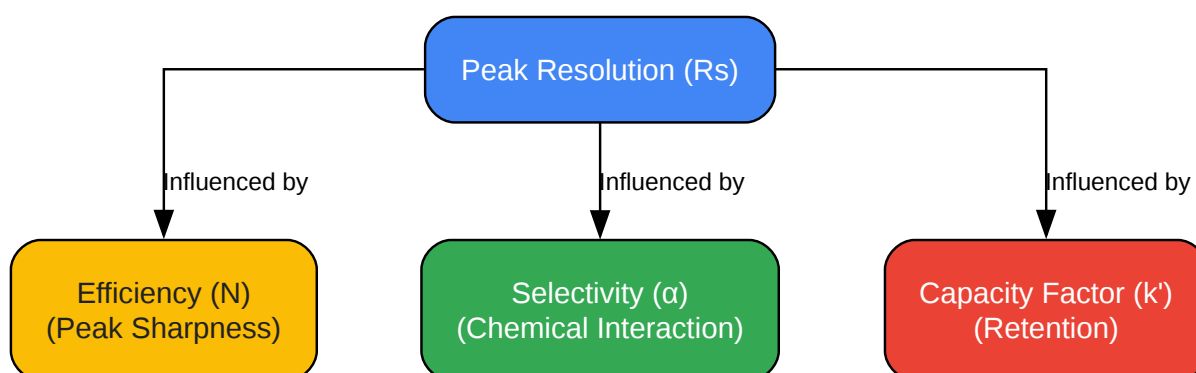 Peak Resolution (Rs)
Influenced by
Influenced by
Influenced by
Efficiency (N)
(Peak Sharpness)
Selectivity (α)
(Chemical Interaction)
Capacity Factor (k')
(Retention)